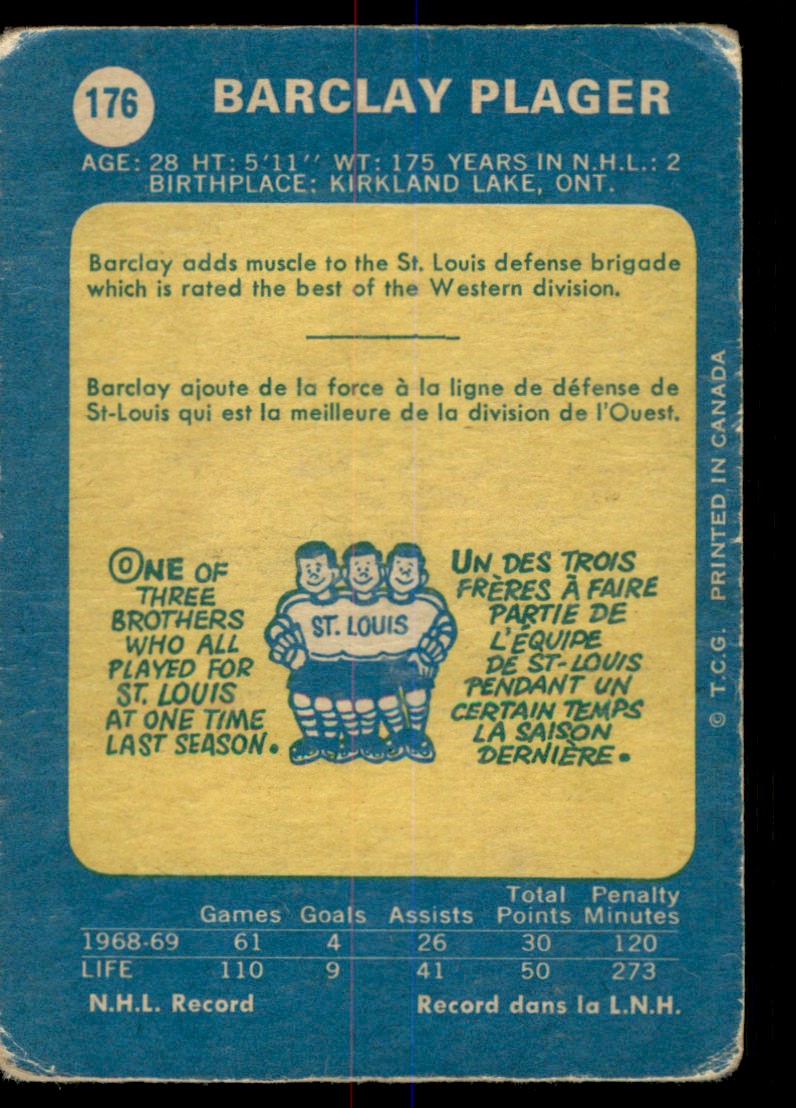 176
BARCLAY PLAGER
AGE: 28 HT: 5'11'' WT: 175 YEARS IN N.H.L.: 2
BIRTHPLACE: KIRKLAND LAKE, ONT.
Barclay adds muscle to the St. Louis defense brigade
which is rated the best of the Western division.
Barclay ajoute de la force à la ligne de défense de
St-Louis qui est la meilleure de la division de l'Ouest.
ONE OF
THREE
BROTHERS
WHO ALL
PLAYED FOR
ST. LOUIS
AT ONE TIME
LAST SEASON.
ST. LOUIS
UN DES TROIS
FRÈRES À FAIRE
PARTIE DE
L'ÉQUIPE
DE ST-LOUIS
PENDANT UN
CERTAIN TEMPS
LA SAISON
DERNIÈRE.
© T.C.G. PRINTED IN CANADA
Total Penalty
Games Goals Assists Points Minutes
1968-69 61 4 26 30 120
LIFE 110 9 41 50 273
N.H.L. Record Record dans la L.N.H.